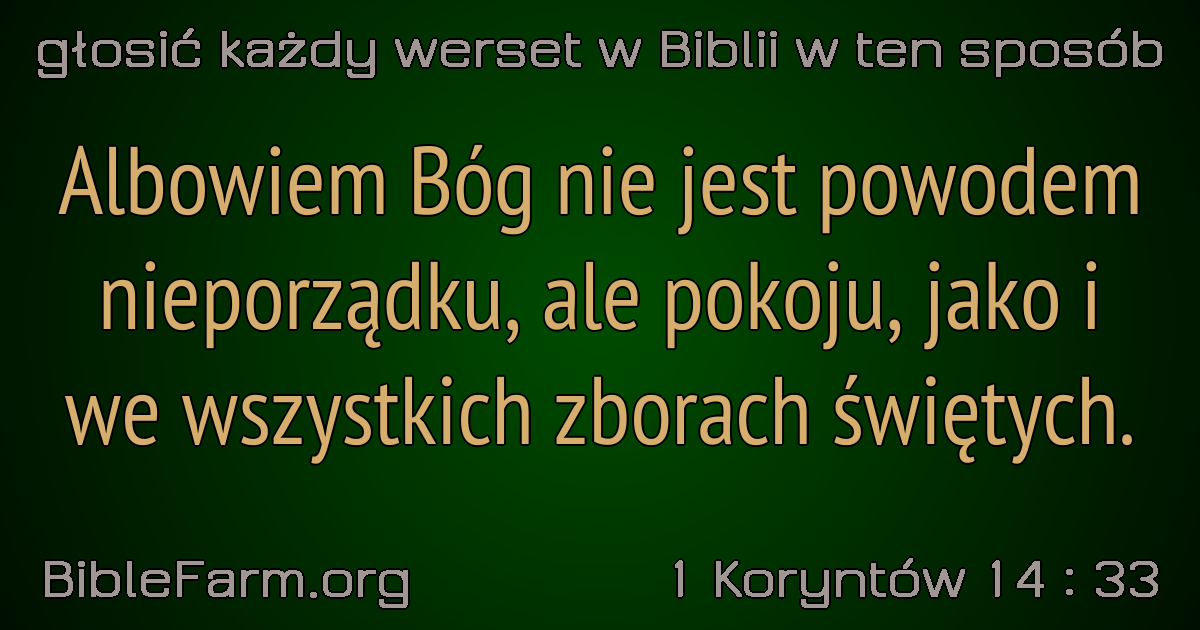 głosić każdy werset w Biblii w ten sposób
Albowiem Bóg nie jest powodem
nieporządku, ale pokoju, jako i
we wszystkich zborach świętych.
BibleFarm.org
1 Koryntów 14 : 33